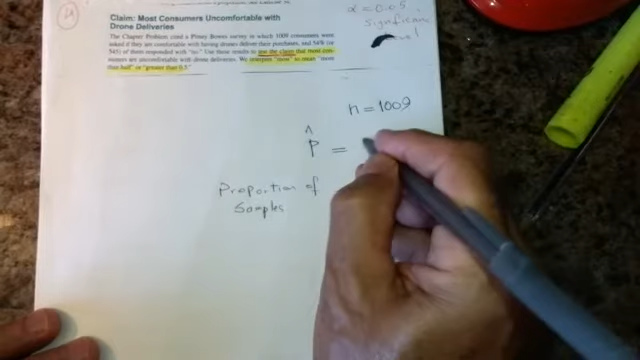 4
Claim: Most Consumers Uncomfortable with
Drone Deliveries
The Chapter Problem cited a Pitney Bowes survey in which 1009 consumers were
asked if they are comfortable with having drones deliver their purchases, and 54% (or
545) of them responded with "no." Use these results to test the claim that most con-
sumers are uncomfortable with drone deliveries. We interpret "most" to mean "more
than half" or "greater than 0.5."
α = 0.05
significanc
n = 1009
p̂ =
Proportion of
Samples